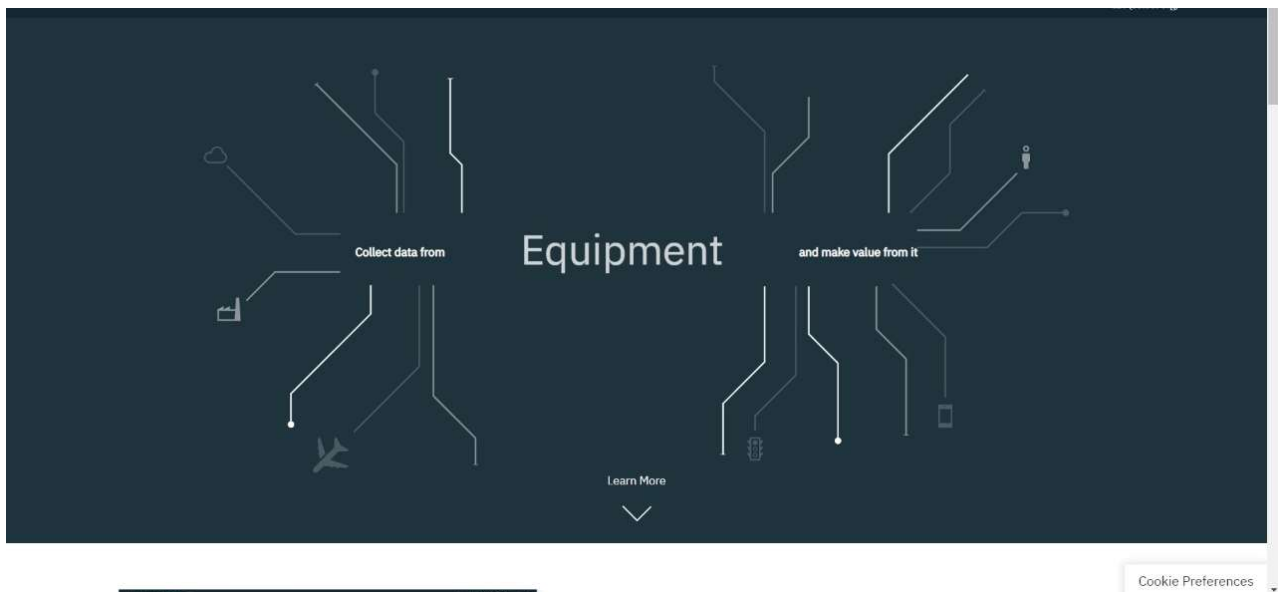 Collect data from
Equipment
and make value from it
Learn More
Cookie Preferences